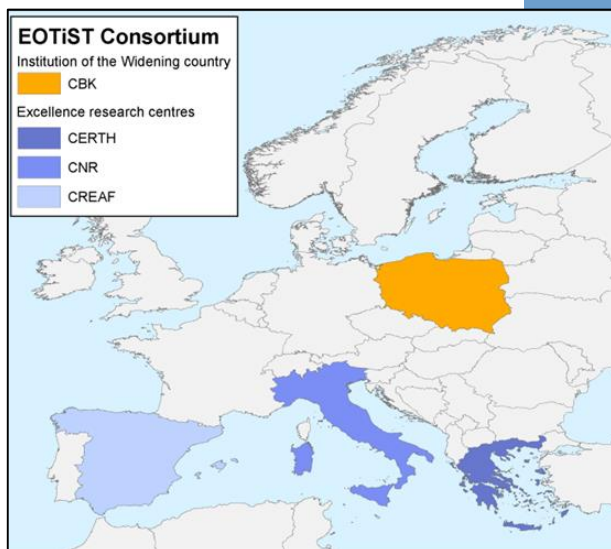 EOTiST Consortium
Institution of the Widening country
CBK
Excellence research centres
CERTH
CNR
CREAF